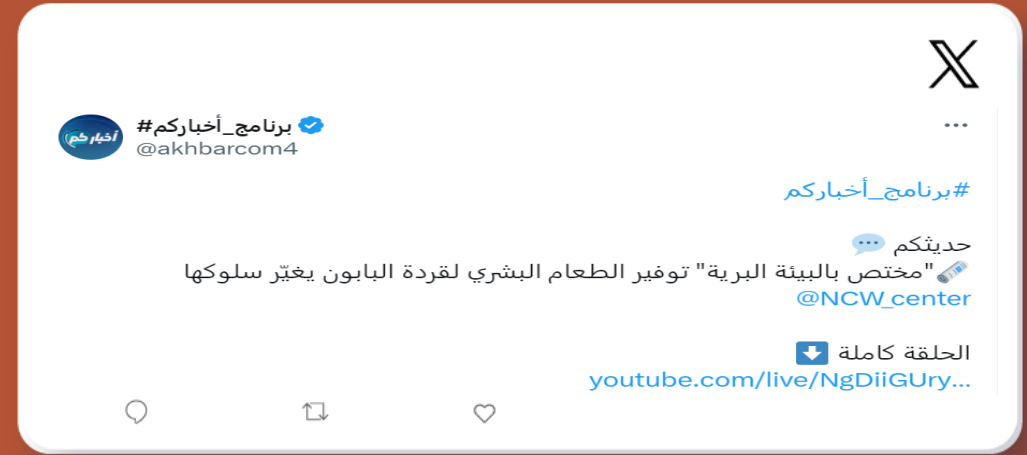 أخباركم
#برنامج_أخباركم
@akhbarcom4
#برنامج_أخباركم
حديثكم 💬
🗞"مختص بالبيئة البرية" توفير الطعام البشري لقردة البابون يغيّر سلوكها
@NCW_center
الحلقة كاملة ⬇
youtube.com/live/NgDiiGUry...